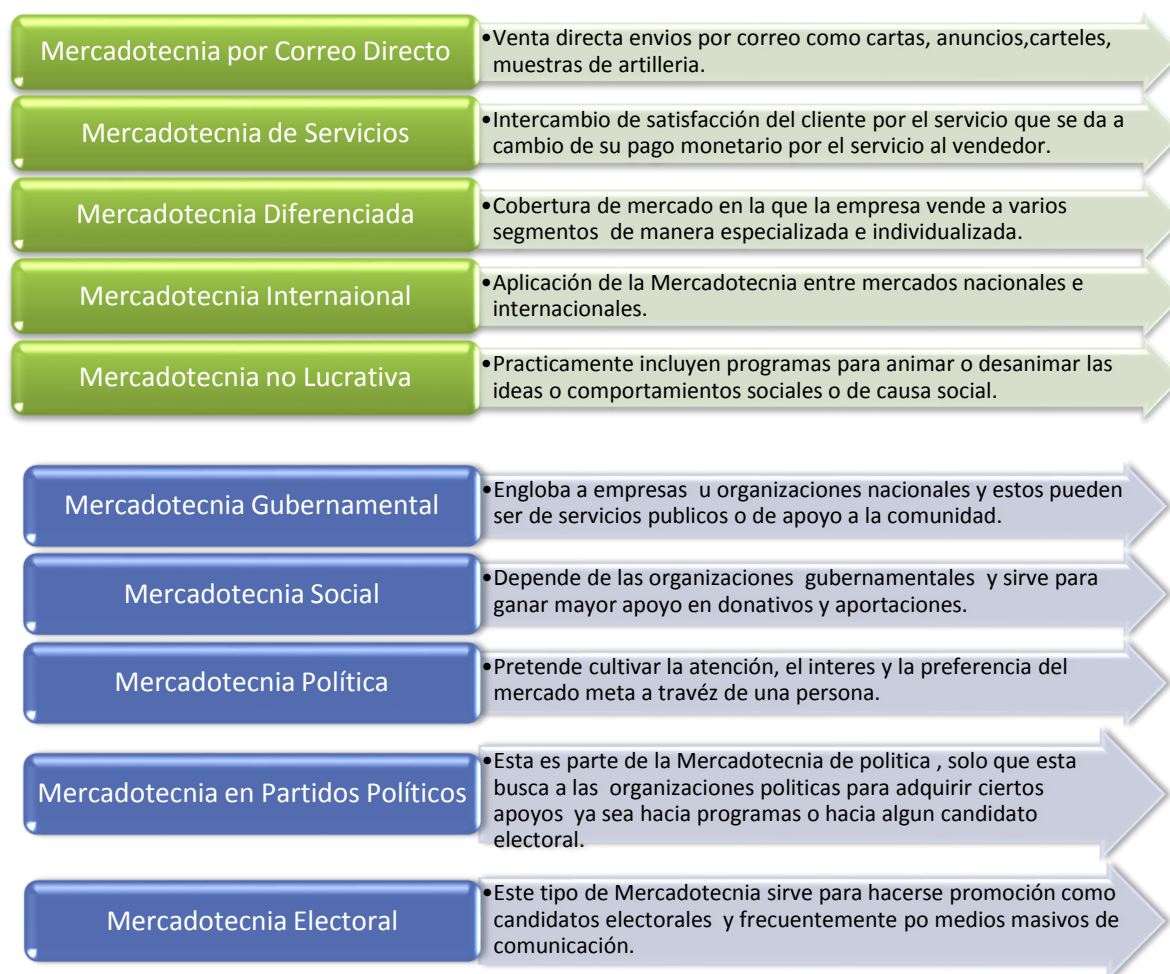 Mercadotecnia por Correo Directo
•Venta directa envios por correo como cartas, anuncios,carteles,
muestras de artilleria.
Mercadotecnia de Servicios
•Intercambio de satisfacción del cliente por el servicio que se da a
cambio de su pago monetario por el servicio al vendedor.
Mercadotecnia Diferenciada
•Cobertura de mercado en la que la empresa vende a varios
segmentos de manera especializada e individualizada.
Mercadotecnia Internaional
•Aplicación de la Mercadotecnia entre mercados nacionales e
internacionales.
Mercadotecnia no Lucrativa
•Practicamente incluyen programas para animar o desanimar las
ideas o comportamientos sociales o de causa social.
Mercadotecnia Gubernamental
•Engloba a empresas u organizaciones nacionales y estos pueden
ser de servicios publicos o de apoyo a la comunidad.
Mercadotecnia Social
•Depende de las organizaciones gubernamentales y sirve para
ganar mayor apoyo en donativos y aportaciones.
Mercadotecnia Política
•Pretende cultivar la atención, el interes y la preferencia del
mercado meta a travéz de una persona.
Mercadotecnia en Partidos Políticos
•Esta es parte de la Mercadotecnia de politica , solo que esta
busca a las organizaciones politicas para adquirir ciertos
apoyos ya sea hacia programas o hacia algun candidato
electoral.
Mercadotecnia Electoral
•Este tipo de Mercadotecnia sirve para hacerse promoción como
candidatos electorales y frecuentemente po medios masivos de
comunicación.